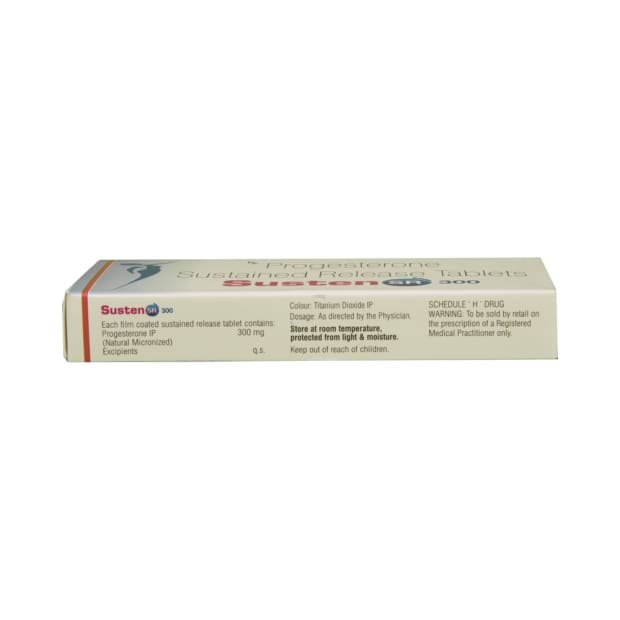 Rx Progesterone
Sustained Release Tablets
Susten SR 300
Susten SR 300
Each film coated sustained release tablet contains:
Progesterone IP 300 mg
(Natural Micronized)
Excipients q.s.
Colour: Titanium Dioxide IP
Dosage: As directed by the Physician.
Store at room temperature,
protected from light & moisture.
Keep out of reach of children.
SCHEDULE "H" DRUG
WARNING: To be sold by retail on
the prescription of a Registered
Medical Practitioner only.